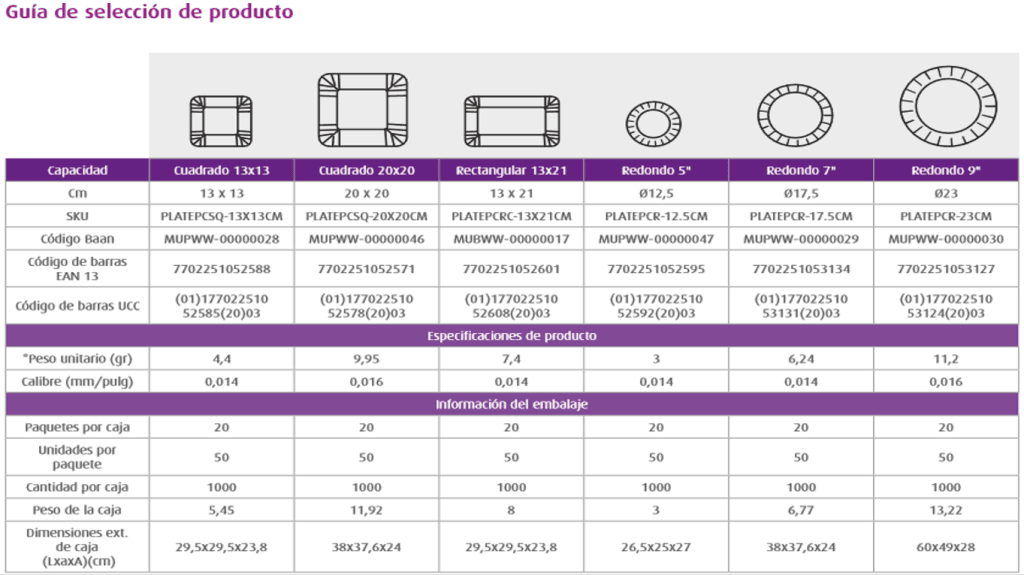 Guía de selección de producto
Capacidad Cuadrado 13x13 Cuadrado 20x20 Rectangular 13x21 Redondo 5" Redondo 7" Redondo 9"
Cm 13 x 13 20 x 20 13 x 21 Ø12,5 Ø17,5 Ø23
SKU PLATEPCSQ-13X13CM PLATEPCSQ-20X20CM PLATEPCRC-13X21CM PLATEPCR-12.5CM PLATEPCR-17.5CM PLATEPCR-23CM
Código Baan MUPWW-00000028 MUPWW-00000046 MUBWW-00000017 MUPWW-00000047 MUPWW-00000029 MUPWW-00000030
Código de barras
EAN 13 7702251052588 7702251052571 7702251052601 7702251052595 7702251053134 7702251053127
Código de barras UCC (01)177022510 (01)177022510 (01)177022510 (01)177022510 (01)177022510 (01)177022510
52585(20)03 52578(20)03 52608(20)03 52592(20)03 53131(20)03 53124(20)03
Especificaciones de producto
*Peso unitario (gr) 4,4 9,95 7,4 3 6,24 11,2
Calibre (mm/pulg) 0,014 0,016 0,014 0,014 0,014 0,016
Información del embalaje
Paquetes por caja 20 20 20 20 20 20
Unidades por
paquete 50 50 50 50 50 50
Cantidad por caja 1000 1000 1000 1000 1000 1000
Peso de la caja 5,45 11,92 8 3 6,77 13,22
Dimensiones ext.
de caja 29,5x29,5x23,8 38x37,6x24 29,5x29,5x23,8 26,5x25x27 38x37,6x24 60x49x28
(LxaxA)(cm)